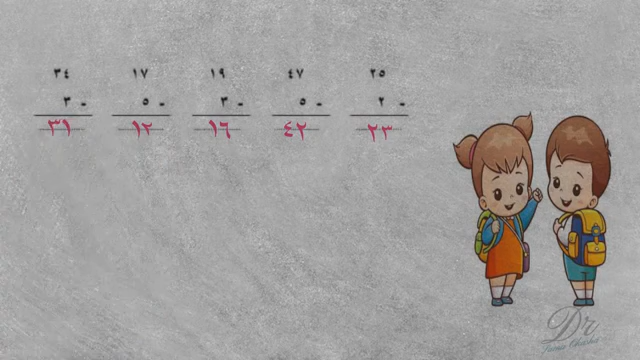 ٢٥ ٤٧ ١٩ ١٧ ٣٤
- ٢ - ٥ - ٣ - ٥ - ٣
٢٣ ٤٢ ١٦ ١٢ ٣١
Dr